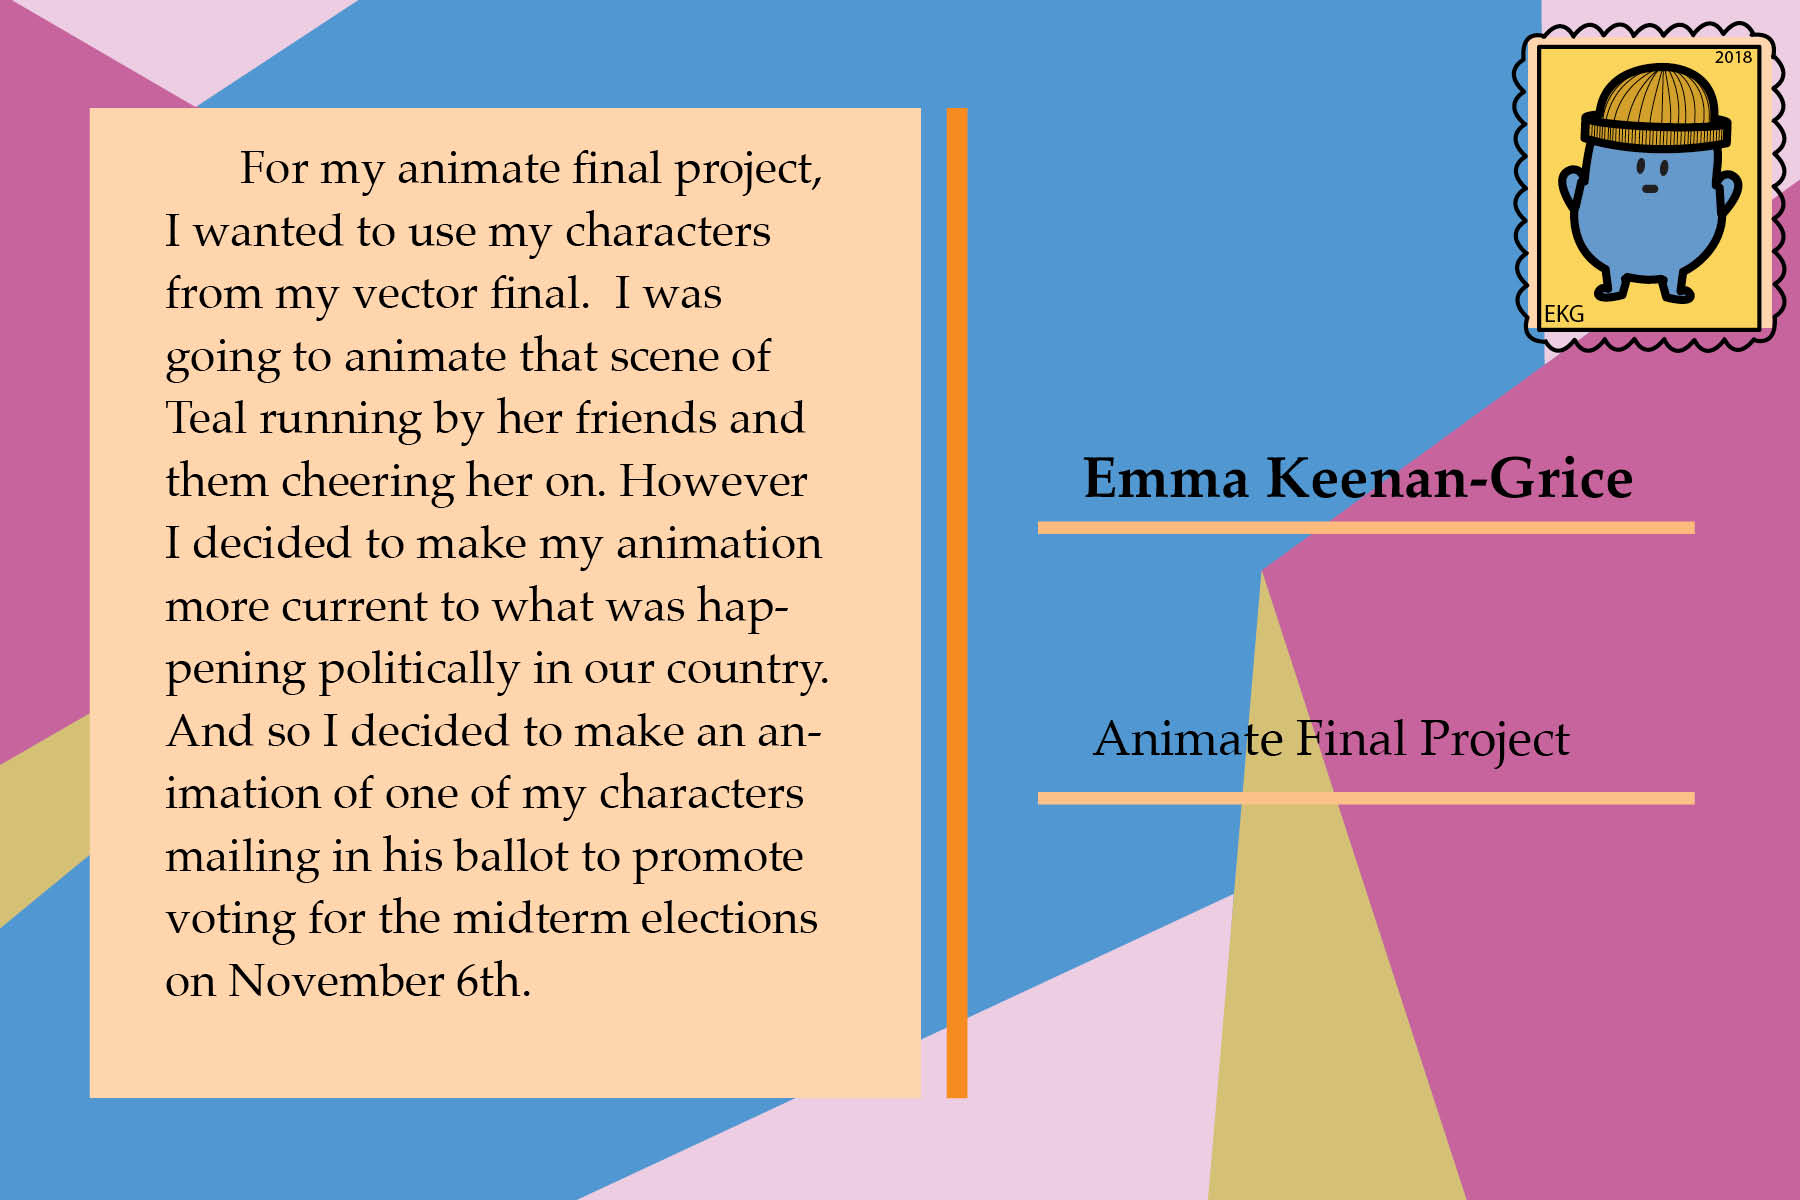 For my animate final project,
I wanted to use my characters
from my vector final.  I was
going to animate that scene of
Teal running by her friends and
them cheering her on. However
I decided to make my animation
more current to what was hap-
pening politically in our country.
And so I decided to make an an-
imation of one of my characters
mailing in his ballot to promote
voting for the midterm elections
on November 6th.
2018
EKG
Emma Keenan-Grice
Animate Final Project